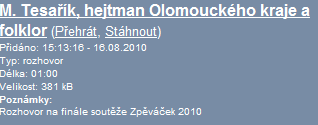 M. Tesařík, hejtman Olomouckého kraje a
folklor (Přehrát, Stáhnout)
Přidáno: 15:13:16 - 16.08.2010
Typ: rozhovor
Délka: 01:00
Velikost: 381 kB
Poznámky:
Rozhovor na finále soutěže Zpěváček 2010